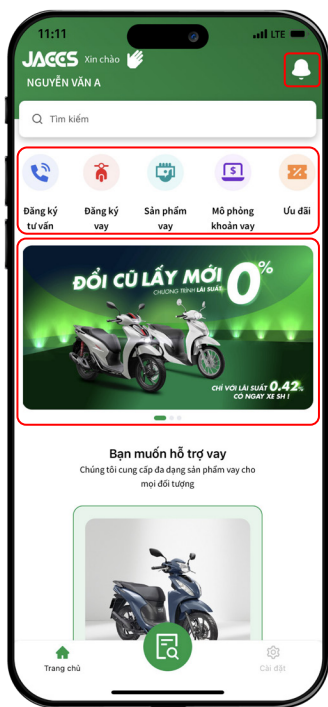 11:11
LTE
JACCS Xin chào
NGUYỄN VĂN A
Tìm kiếm
Đăng ký tư vấn
Đăng ký vay
Sản phẩm vay
Mô phỏng khoản vay
Ưu đãi
ĐỔI CŨ LẤY MỚI 0%
CHƯƠNG TRÌNH LÃI SUẤT
CHỈ VỚI LÃI SUẤT 0.42%
CÓ NGAY XE SH !
Bạn muốn hỗ trợ vay
Chúng tôi cung cấp đa dạng sản phẩm vay cho
mọi đối tượng
Trang chủ
Cài đặt